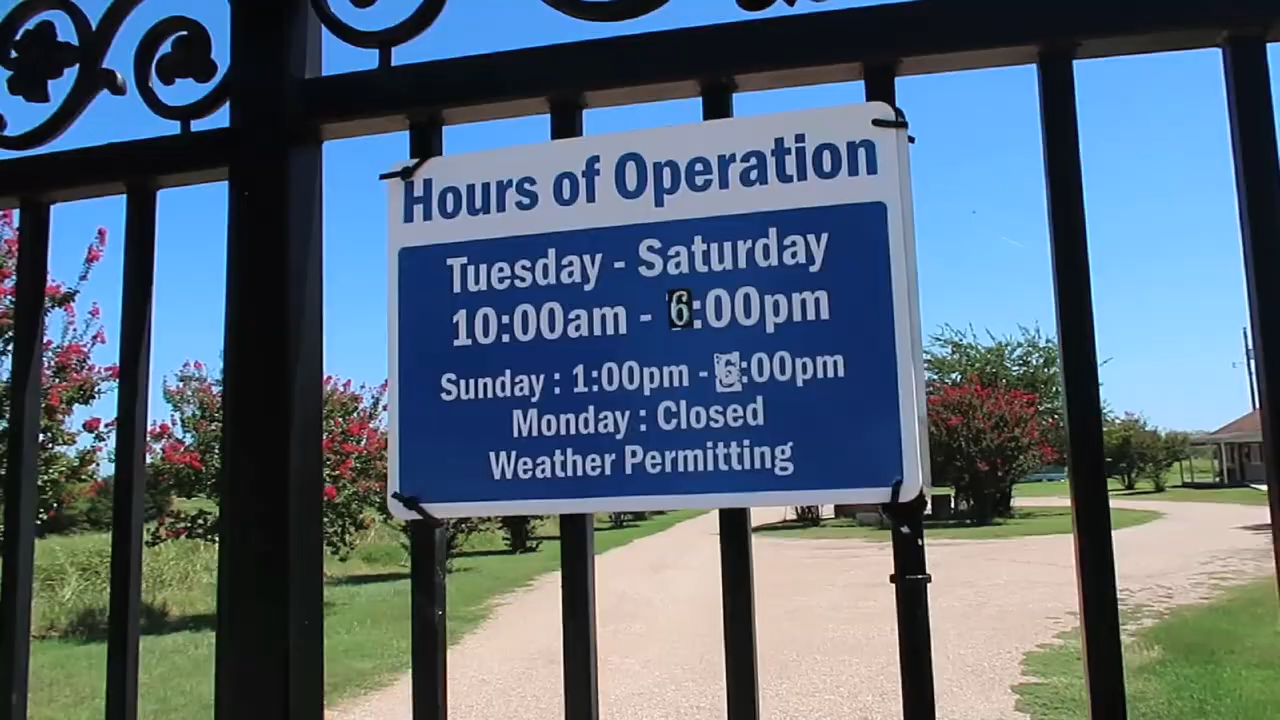 Hours of Operation
Tuesday - Saturday
10:00am - 6:00pm
Sunday : 1:00pm - 6:00pm
Monday : Closed
Weather Permitting